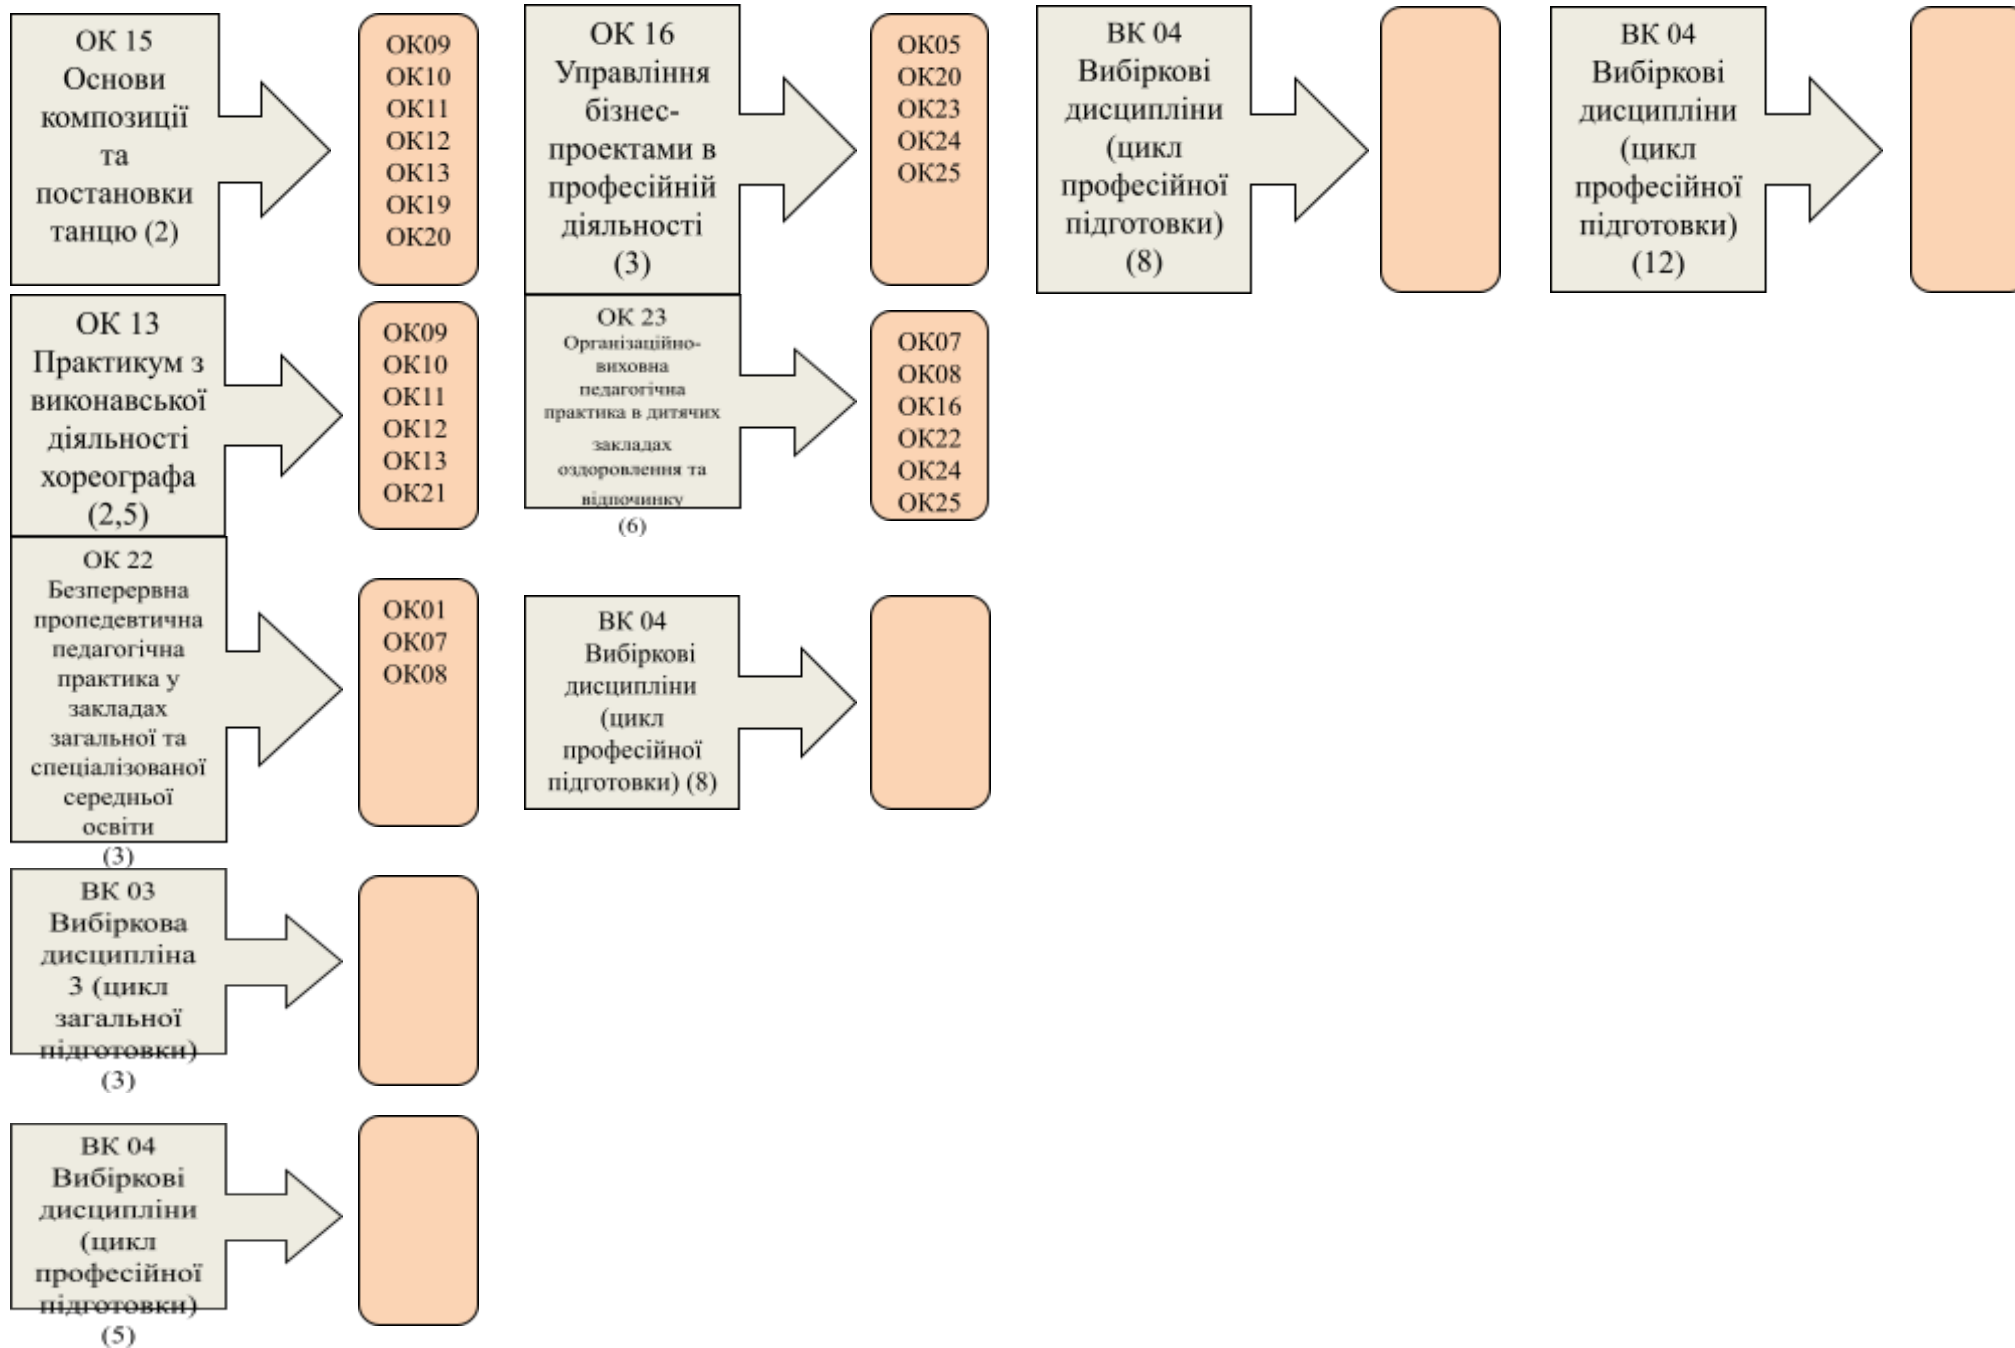 ОК 15
Основи
композиції
та
постановки
танцю (2)
ОК09
ОК10
ОК11
ОК12
ОК13
ОК19
ОК20
ОК 16
Управління
бізнес-
проектами в
професійній
діяльності
(3)
ОК05
ОК20
ОК23
ОК24
ОК25
ВК 04
Вибіркові
дисципліни
(цикл
професійної
підготовки)
(8)
ВК 04
Вибіркові
дисципліни
(цикл
професійної
підготовки)
(12)
ОК 13
Практикум з
виконавської
діяльності
хореографа
(2,5)
ОК09
ОК10
ОК11
ОК12
ОК13
ОК21
ОК 23
Організаційно-
виховна
педагогічна
практика в дитячих
закладах
оздоровлення та
відпочинку
(6)
ОК07
ОК08
ОК16
ОК22
ОК24
ОК25
ОК 22
Безперервна
пропедевтична
педагогічна
практика у
закладах
загальної та
спеціалізованої
середньої
освіти
(3)
ОК01
ОК07
ОК08
ВК 04
Вибіркові
дисципліни
(цикл
професійної
підготовки) (8)
ВК 03
Вибіркова
дисципліна
3 (цикл
загальної
підготовки)
(3)
ВК 04
Вибіркові
дисципліни
(цикл
професійної
підготовки)
(5)